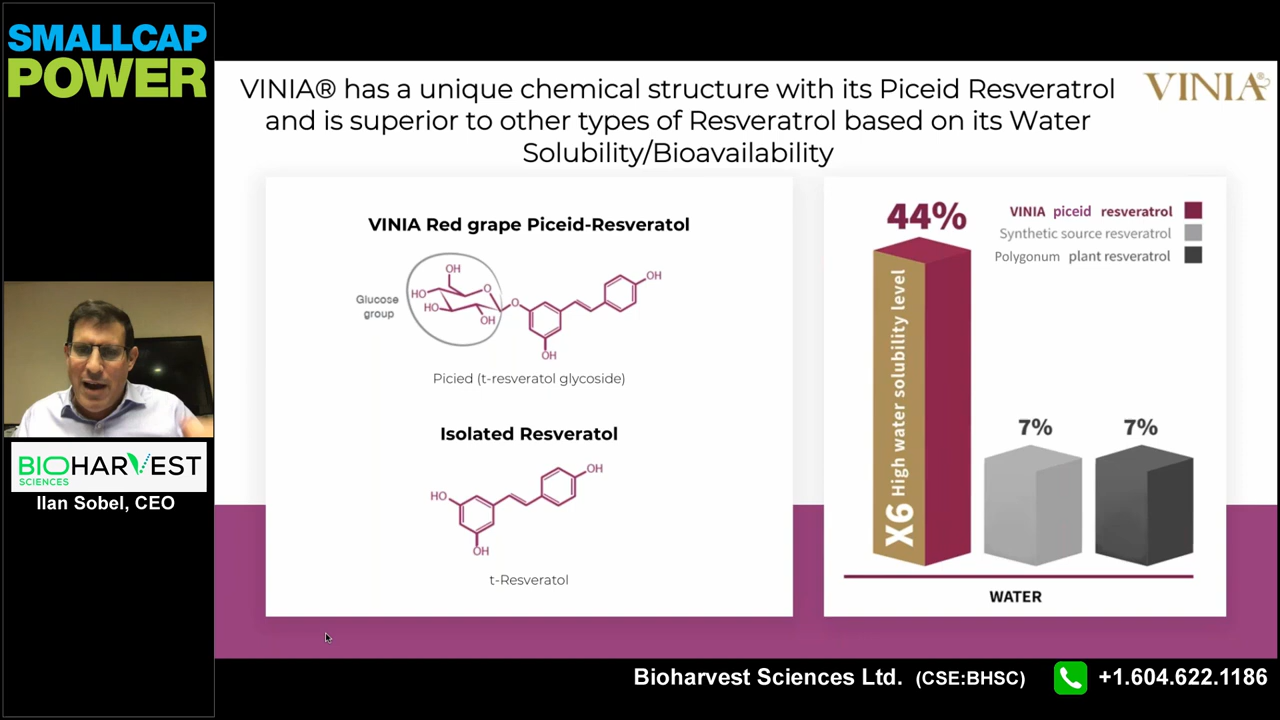 SMALLCAP
POWER
VINIA® has a unique chemical structure with its Piceid Resveratrol
and is superior to other types of Resveratrol based on its Water
Solubility/Bioavailability
VINIA®
VINIA Red grape Piceid-Resveratol
OH
HO
HO
OH
O
O
OH
OH
Glucose
group
Picied (t-resveratol glycoside)
Isolated Resveratol
OH
HO
OH
t-Resveratol
44%
VINIA piceid resveratrol
Synthetic source resveratrol
Polygonum plant resveratrol
X6 High water solubility level
7%
7%
WATER
BIOHARVEST
SCIENCES
Ilan Sobel, CEO
Bioharvest Sciences Ltd. (CSE:BHSC) +1.604.622.1186